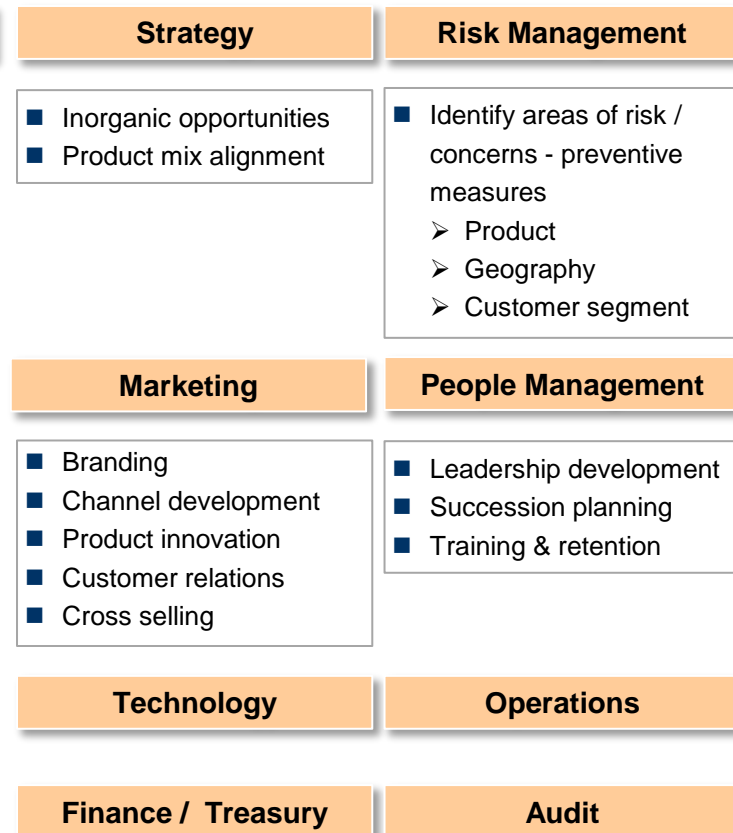 Strategy
Inorganic opportunities
Product mix alignment
Risk Management
Identify areas of risk /
concerns - preventive
measures
Product
Geography
Customer segment
Marketing
Branding
Channel development
Product innovation
Customer relations
Cross selling
People Management
Leadership development
Succession planning
Training & retention
Technology
Operations
Finance / Treasury
Audit